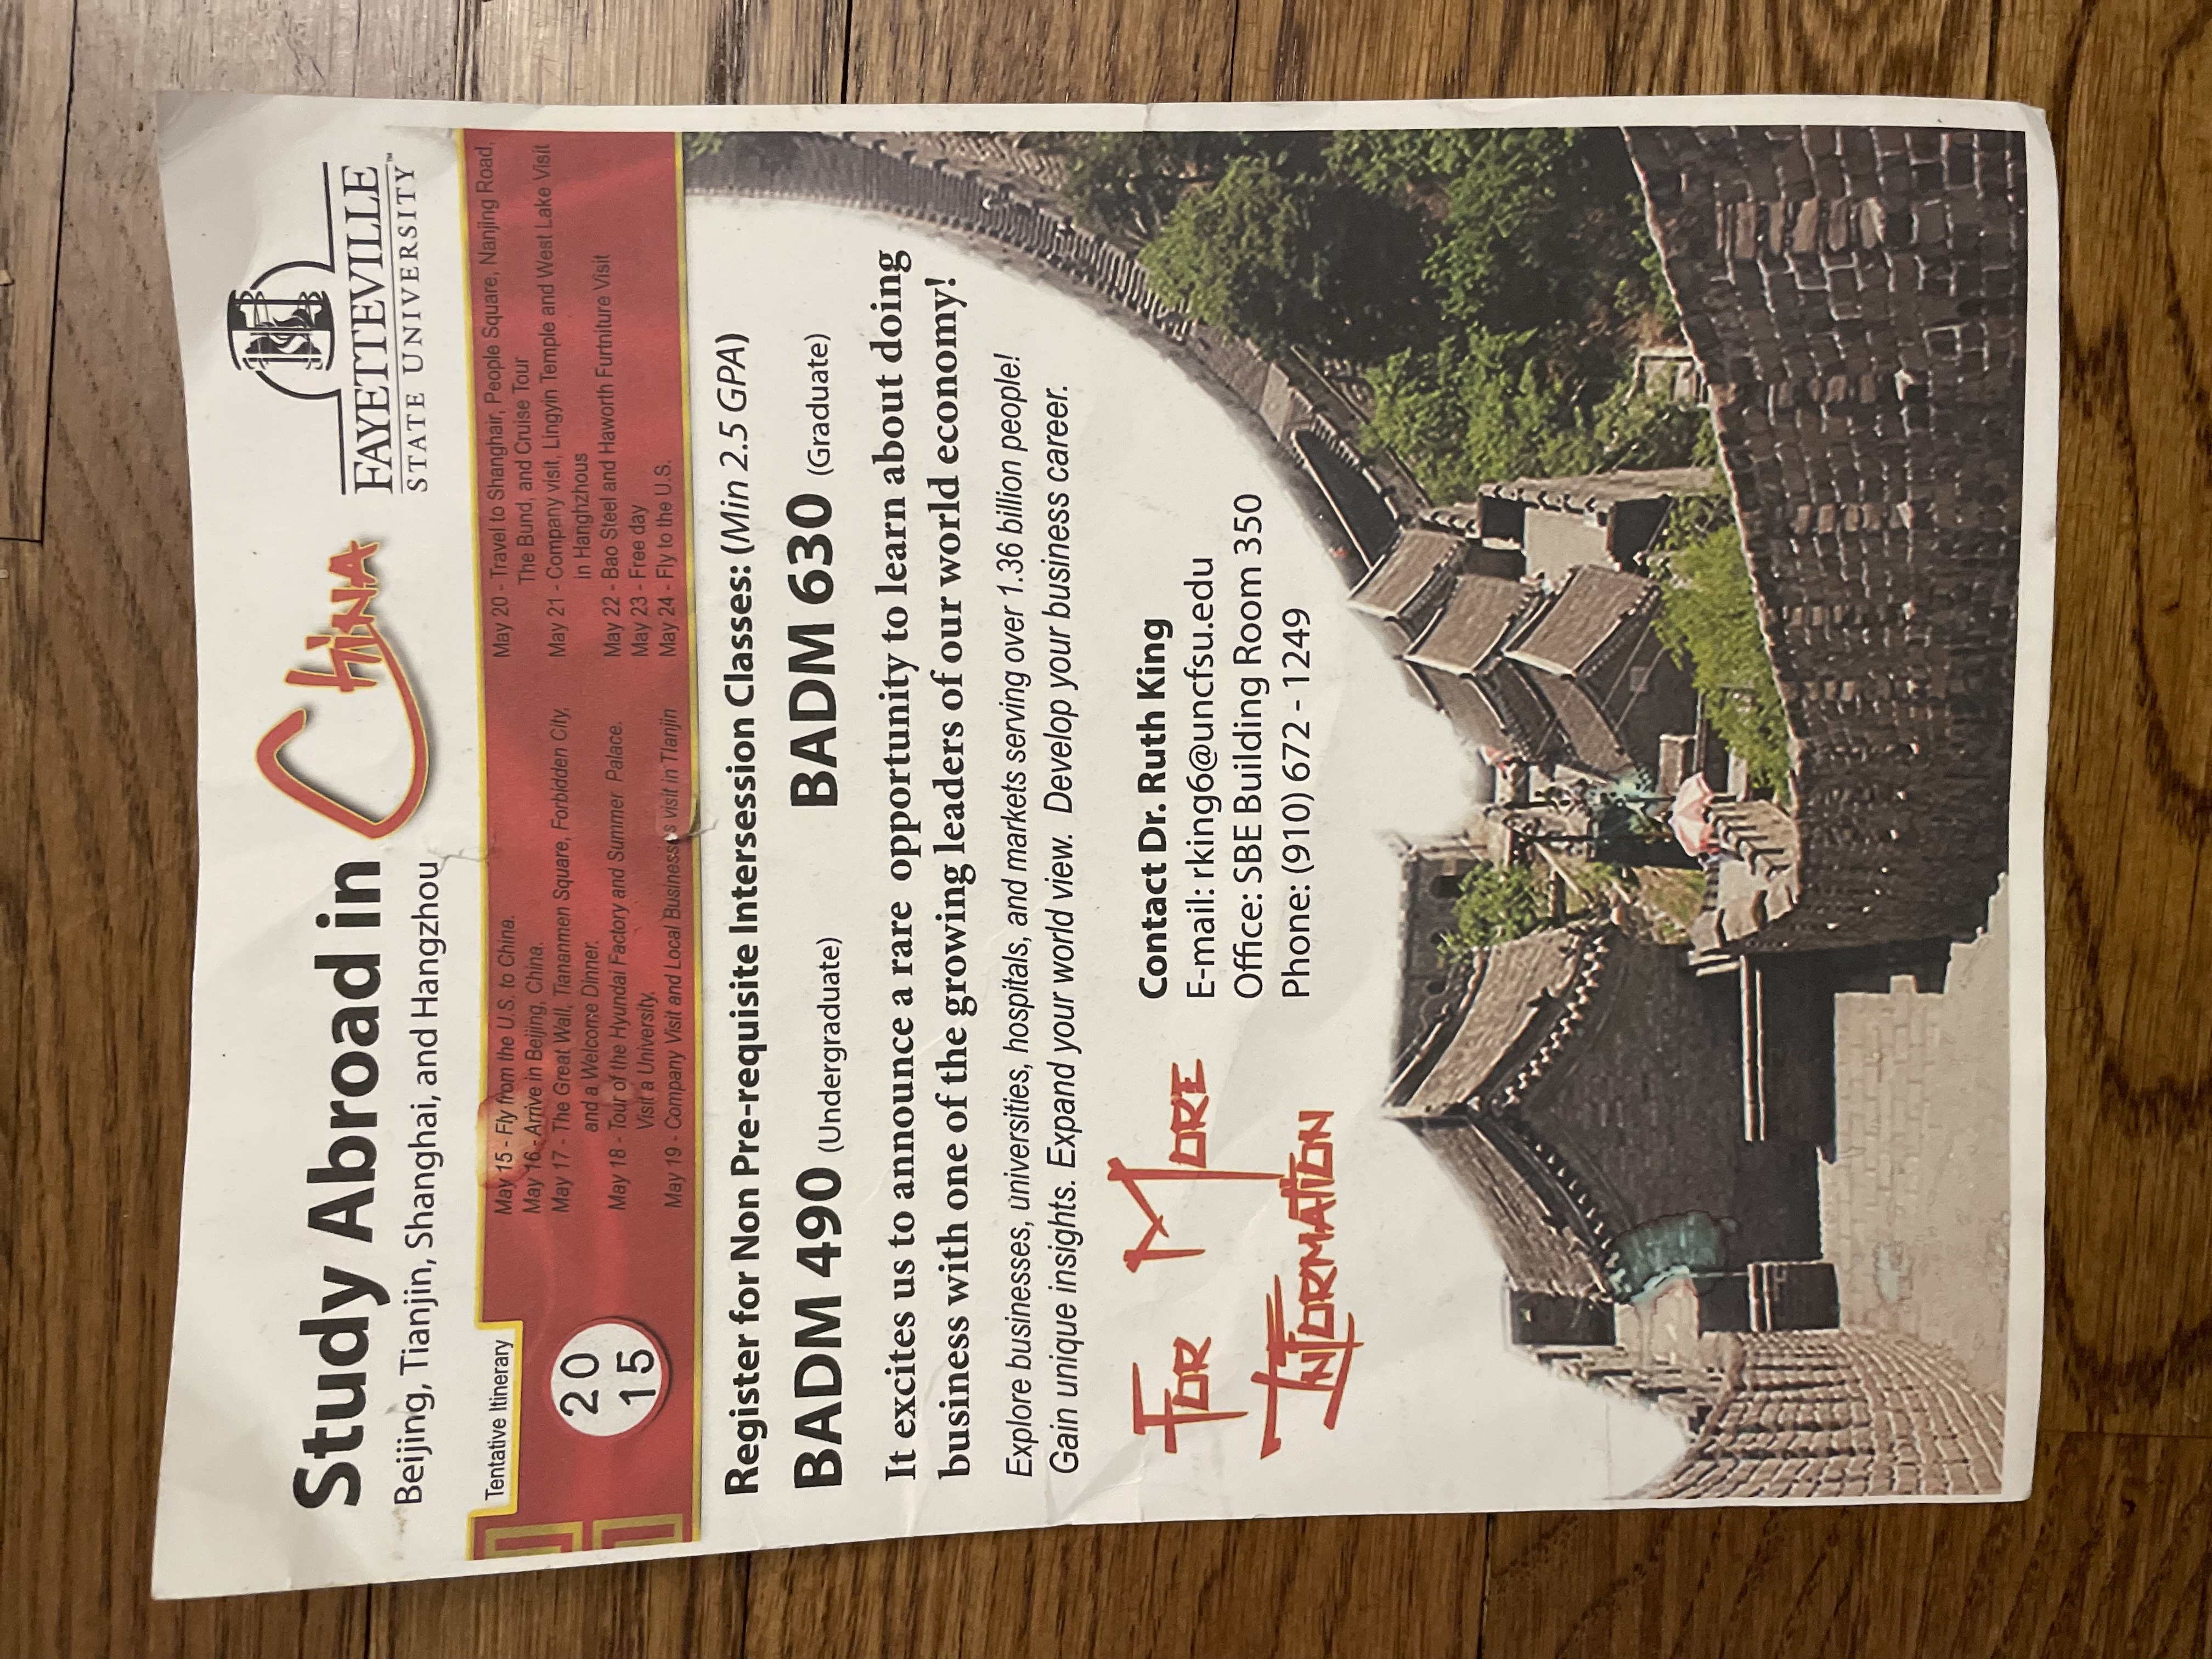 Study Abroad in CHINA
Beijing, Tianjin, Shanghai, and Hangzhou
FAYETTEVILLE
STATE UNIVERSITY™
Tentative Itinerary
20
15
May 15 - Fly from the U.S. to China.
May 16 - Arrive in Beijing, China.
May 17 - The Great Wall, Tiananmen Square, Forbidden City,
and a Welcome Dinner.
May 18 - Tour of the Hyundai Factory and Summer Palace.
Visit a University.
May 19 - Company Visit and Local Businesses visit in TIanjin
May 20 - Travel to Shanghair, People Square, Nanjing Road,
The Bund, and Cruise Tour
May 21 - Company visit, Lingyin Temple and West Lake Visit
in Hanghzhous
May 22 - Bao Steel and Haworth Furtniture Visit
May 23 - Free day
May 24 - Fly to the U.S.
Register for Non Pre-requisite Intersession Classes: (Min 2.5 GPA)
BADM 490 (Undergraduate) BADM 630 (Graduate)
It excites us to announce a rare opportunity to learn about doing
business with one of the growing leaders of our world economy!
Explore businesses, universities, hospitals, and markets serving over 1.36 billion people!
Gain unique insights. Expand your world view. Develop your business career.
FOR MORE
INFORMATION
Contact Dr. Ruth King
E-mail: rking6@uncfsu.edu
Office: SBE Building Room 350
Phone: (910) 672 - 1249